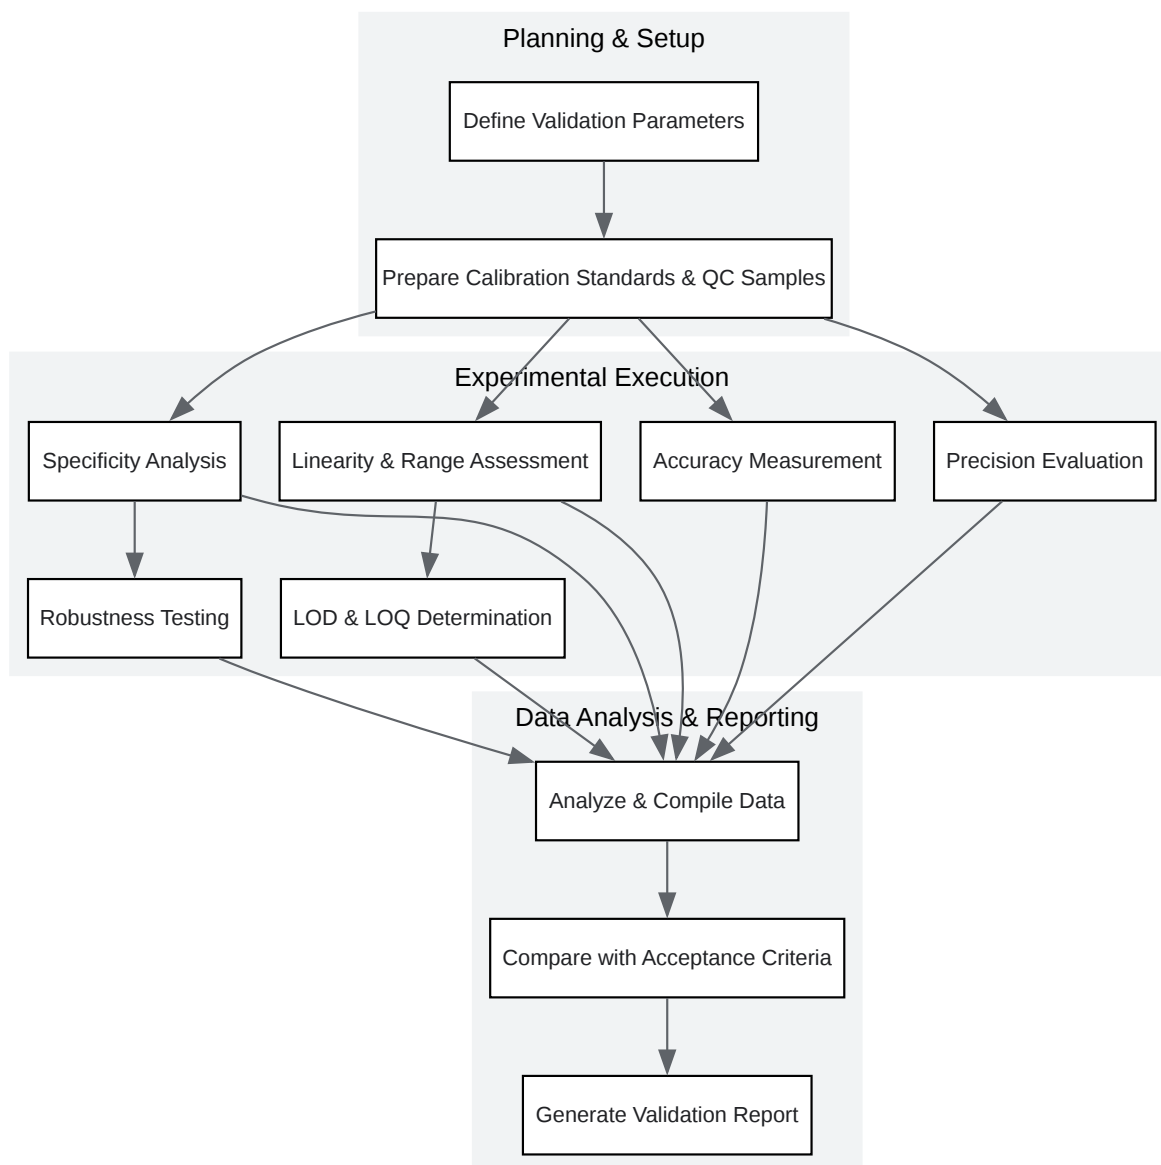 Planning & Setup
Define Validation Parameters
Prepare Calibration Standards & QC Samples
Experimental Execution
Specificity Analysis
Linearity & Range Assessment
Accuracy Measurement
Precision Evaluation
Robustness Testing
LOD & LOQ Determination
Data Analysis & Reporting
Analyze & Compile Data
Compare with Acceptance Criteria
Generate Validation Report